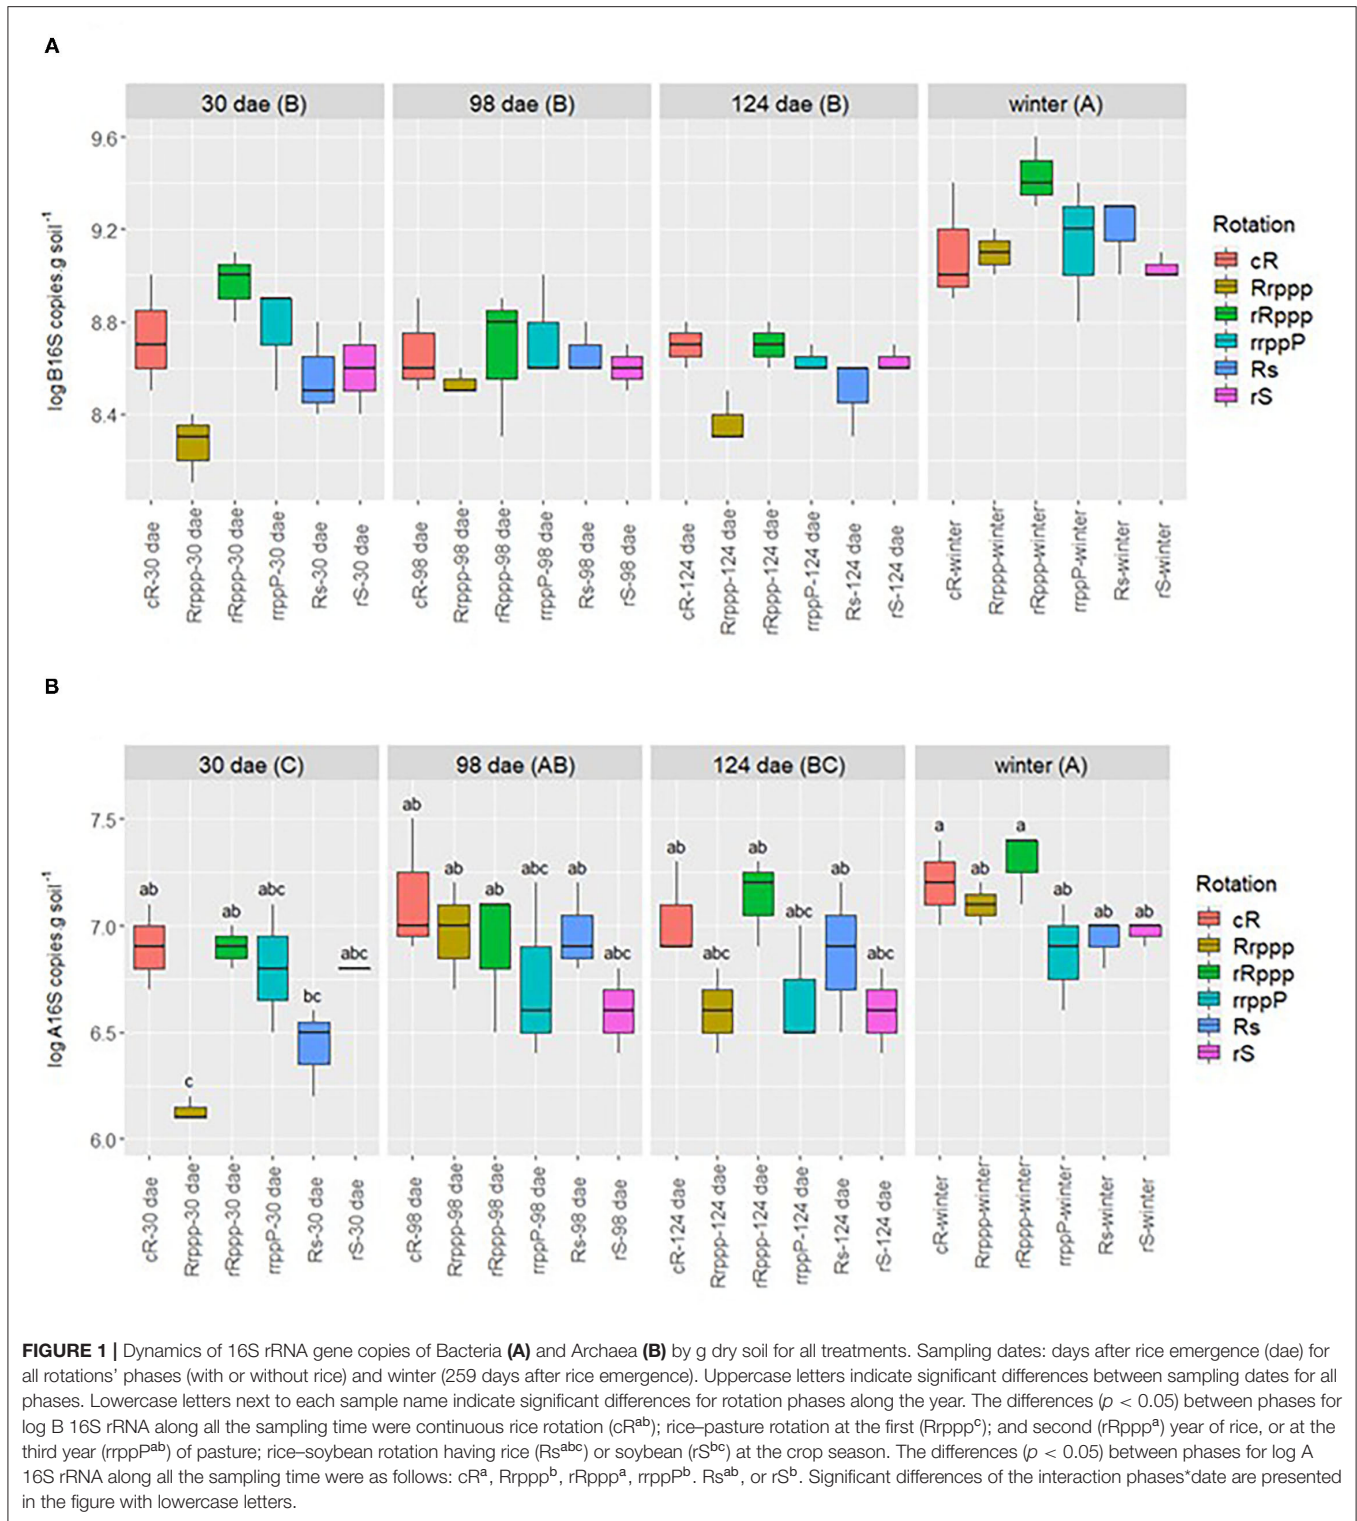 A
30 dae (B)
98 dae (B)
124 dae (B)
winter (A)
9.6
9.2
8.8
8.4
log B16S copies.g soil⁻¹
cR-30 dae
Rrppp-30 dae
rRppp-30 dae
rrppP-30 dae
Rs-30 dae
rS-30 dae
cR-98 dae
Rrppp-98 dae
rRppp-98 dae
rrppP-98 dae
Rs-98 dae
rS-98 dae
cR-124 dae
Rrppp-124 dae
rRppp-124 dae
rrppP-124 dae
Rs-124 dae
rS-124 dae
cR-winter
Rrppp-winter
rRppp-winter
rrppP-winter
Rs-winter
rS-winter
Rotation
cR
Rrppp
rRppp
rrppP
Rs
rS
B
30 dae (C)
98 dae (AB)
124 dae (BC)
winter (A)
7.5
7.0
6.5
6.0
log A16S copies.g soil⁻¹
ab
c
ab
abc
bc
abc
ab
ab
ab
abc
ab
abc
ab
abc
ab
abc
ab
abc
a
ab
a
ab
ab
ab
cR-30 dae
Rrppp-30 dae
rRppp-30 dae
rrppP-30 dae
Rs-30 dae
rS-30 dae
cR-98 dae
Rrppp-98 dae
rRppp-98 dae
rrppP-98 dae
Rs-98 dae
rS-98 dae
cR-124 dae
Rrppp-124 dae
rRppp-124 dae
rrppP-124 dae
Rs-124 dae
rS-124 dae
cR-winter
Rrppp-winter
rRppp-winter
rrppP-winter
Rs-winter
rS-winter
Rotation
cR
Rrppp
rRppp
rrppP
Rs
rS
FIGURE 1 | Dynamics of 16S rRNA gene copies of Bacteria (A) and Archaea (B) by g dry soil for all treatments. Sampling dates: days after rice emergence (dae) for
all rotations' phases (with or without rice) and winter (259 days after rice emergence). Uppercase letters indicate significant differences between sampling dates for all
phases. Lowercase letters next to each sample name indicate significant differences for rotation phases along the year. The differences (p < 0.05) between phases for
log B 16S rRNA along all the sampling time were continuous rice rotation (cRᵃᵇ); rice–pasture rotation at the first (Rrpppᶜ); and second (rRpppᵃ) year of rice, or at the
third year (rrppPᵃᵇ) of pasture; rice–soybean rotation having rice (Rsᵃᵇᶜ) or soybean (rSᵇᶜ) at the crop season. The differences (p < 0.05) between phases for log A
16S rRNA along all the sampling time were as follows: cRᵃ, Rrpppᵇ, rRpppᵃ, rrppPᵇ. Rsᵃᵇ, or rSᵇ. Significant differences of the interaction phases*date are presented
in the figure with lowercase letters.